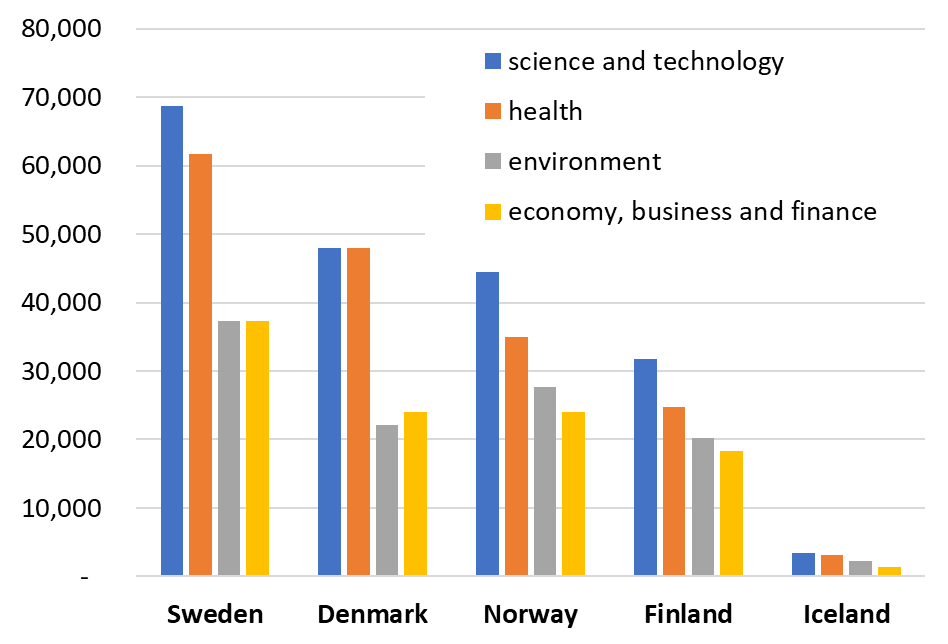 80,000
70,000
60,000
50,000
40,000
30,000
20,000
10,000
-
science and technology
health
environment
economy, business and finance
Sweden Denmark Norway Finland Iceland